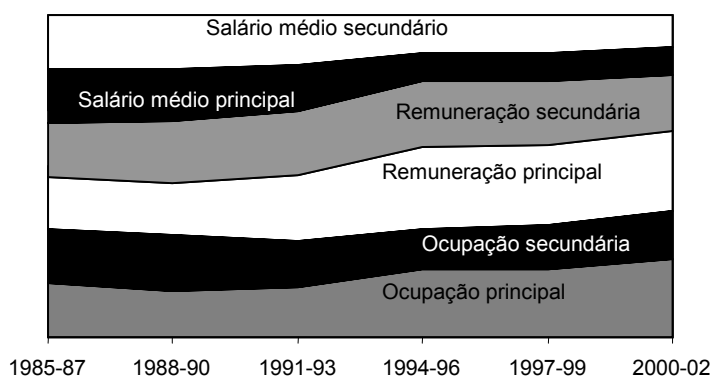 Salário médio secundário
Salário médio principal
Remuneração secundária
Remuneração principal
Ocupação secundária
Ocupação principal
1985-87 1988-90 1991-93 1994-96 1997-99 2000-02